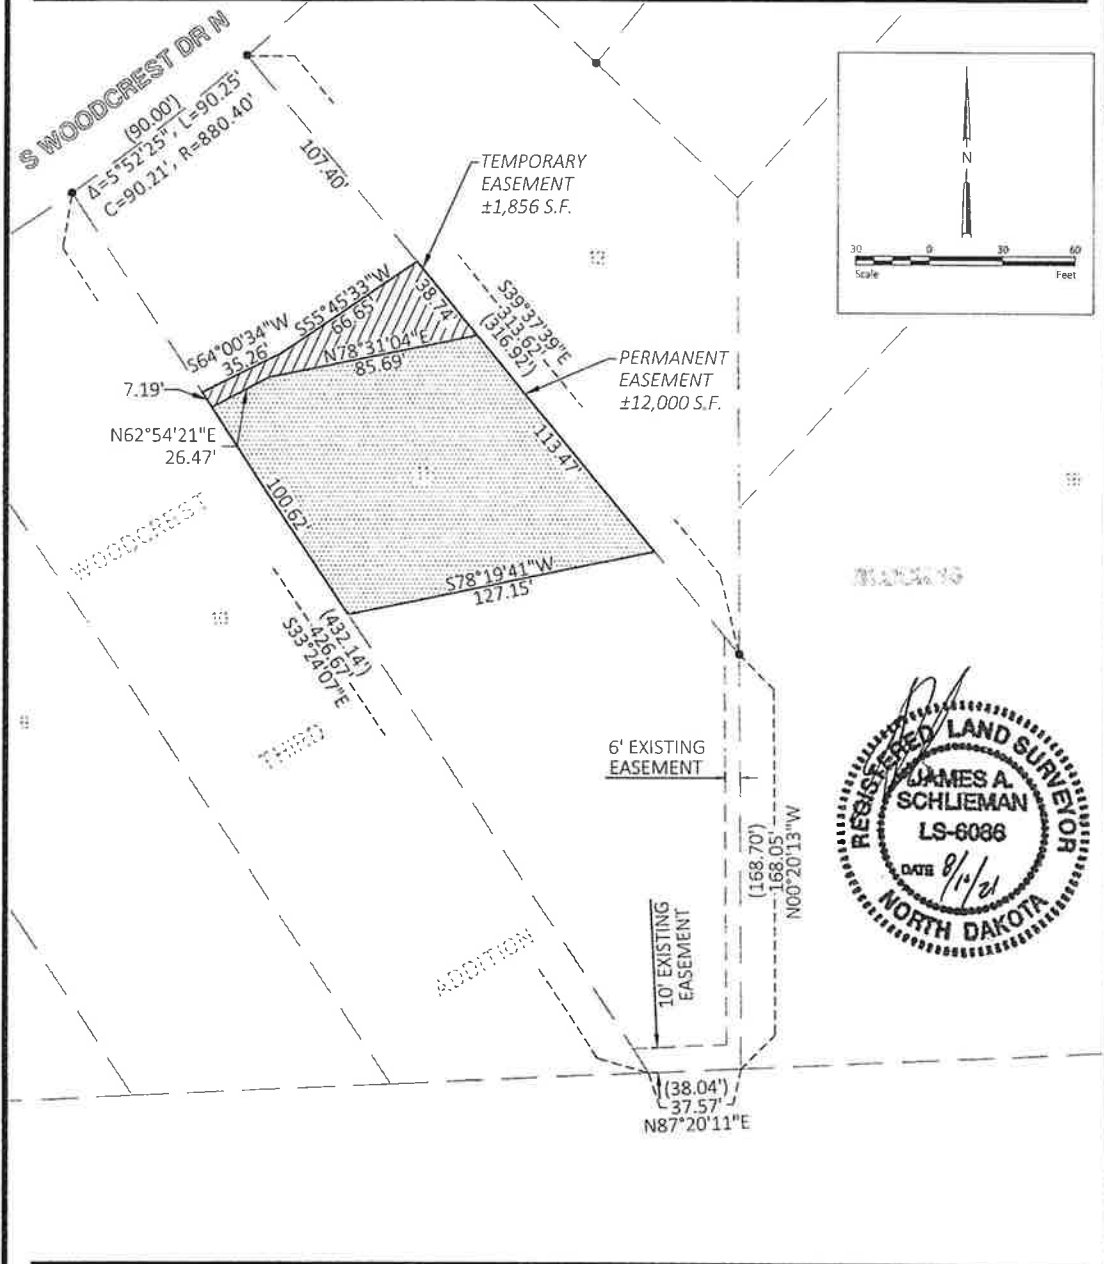 S WOODCREST DR N
(90.00')
Δ=5°52'25", L=90.25'
C=90.21', R=880.40'
107.40'
TEMPORARY
EASEMENT
±1,856 S.F.
N
30 0 30 60
Scale Feet
12
S39°37'39"E
313.62'
(316.92')
38.74'
S55°45'33"W
66.65'
S64°00'34"W
35.26'
N78°31'04"E
85.69'
7.19'
PERMANENT
EASEMENT
±12,000 S.F.
N62°54'21"E
26.47'
113.47'
11
100.62'
WOODCREST
S78°19'41"W
127.15'
10
(432.14')
426.67'
S33°24'07"E
THIRD
6' EXISTING
EASEMENT
(168.70')
168.05'
N00°20'13"W
10' EXISTING
EASEMENT
ADDITION
(38.04')
37.57'
N87°20'11"E
REGISTERED LAND SURVEYOR
JAMES A.
SCHLIEMAN
LS-6086
DATE
NORTH DAKOTA